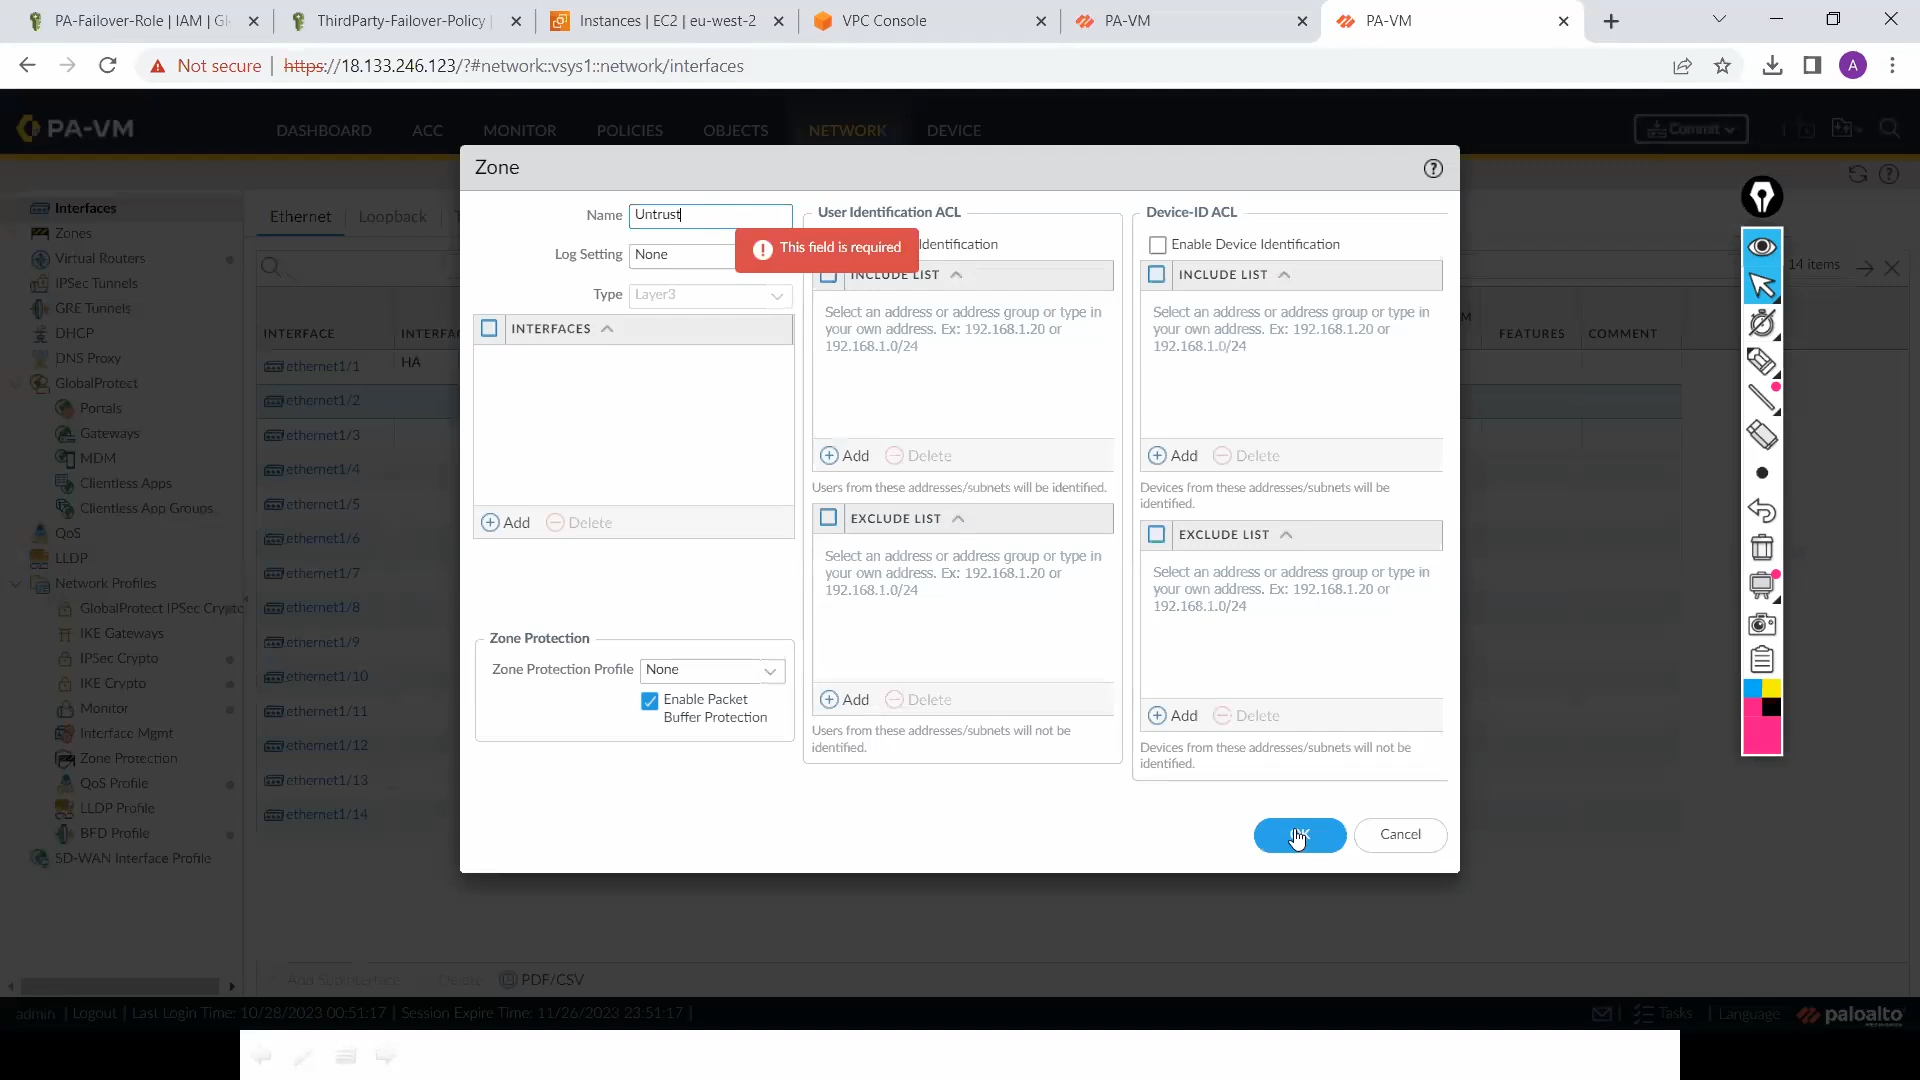 PA-Failover-Role | IAM | Gl
ThirdParty-Failover-Policy
Instances | EC2 | eu-west-2
VPC Console
PA-VM
PA-VM
Not secure
https://18.133.246.123/?#network::vsys1::network/interfaces
A
PA-VM
DASHBOARD
ACC
MONITOR
POLICIES
OBJECTS
NETWORK
DEVICE
Commit
Zone
Interfaces
Zones
Virtual Routers
IPSec Tunnels
GRE Tunnels
DHCP
DNS Proxy
GlobalProtect
Portals
Gateways
MDM
Clientless Apps
Clientless App Groups
QoS
LLDP
Network Profiles
GlobalProtect IPSec Crypto
IKE Gateways
IPSec Crypto
IKE Crypto
Monitor
Interface Mgmt
Zone Protection
QoS Profile
LLDP Profile
BFD Profile
SD-WAN Interface Profile
Ethernet
Loopback
14 items
INTERFACE
INTERFA
FEATURES
COMMENT
ethernet1/1
HA
ethernet1/2
ethernet1/3
ethernet1/4
ethernet1/5
ethernet1/6
ethernet1/7
ethernet1/8
ethernet1/9
ethernet1/10
ethernet1/11
ethernet1/12
ethernet1/13
ethernet1/14
Name Untrust
This field is required
Log Setting None
Type Layer3
INTERFACES
Add Delete
Zone Protection
Zone Protection Profile None
Enable Packet
Buffer Protection
User Identification ACL
Identification
INCLUDE LIST
Select an address or address group or type in
your own address. Ex: 192.168.1.20 or
192.168.1.0/24
Add Delete
Users from these addresses/subnets will be identified.
EXCLUDE LIST
Select an address or address group or type in
your own address. Ex: 192.168.1.20 or
192.168.1.0/24
Add Delete
Users from these addresses/subnets will not be
identified.
Device-ID ACL
Enable Device Identification
INCLUDE LIST
Select an address or address group or type in
your own address. Ex: 192.168.1.20 or
192.168.1.0/24
Add Delete
Devices from these addresses/subnets will be
identified.
EXCLUDE LIST
Select an address or address group or type in
your own address. Ex: 192.168.1.20 or
192.168.1.0/24
Add Delete
Devices from these addresses/subnets will not be
identified.
Cancel
Add Subinterface
Delete
PDF/CSV
admin | Logout | Last Login Time: 10/28/2023 00:51:17 | Session Expire Time: 11/26/2023 23:51:17 |
Tasks | Language
paloalto